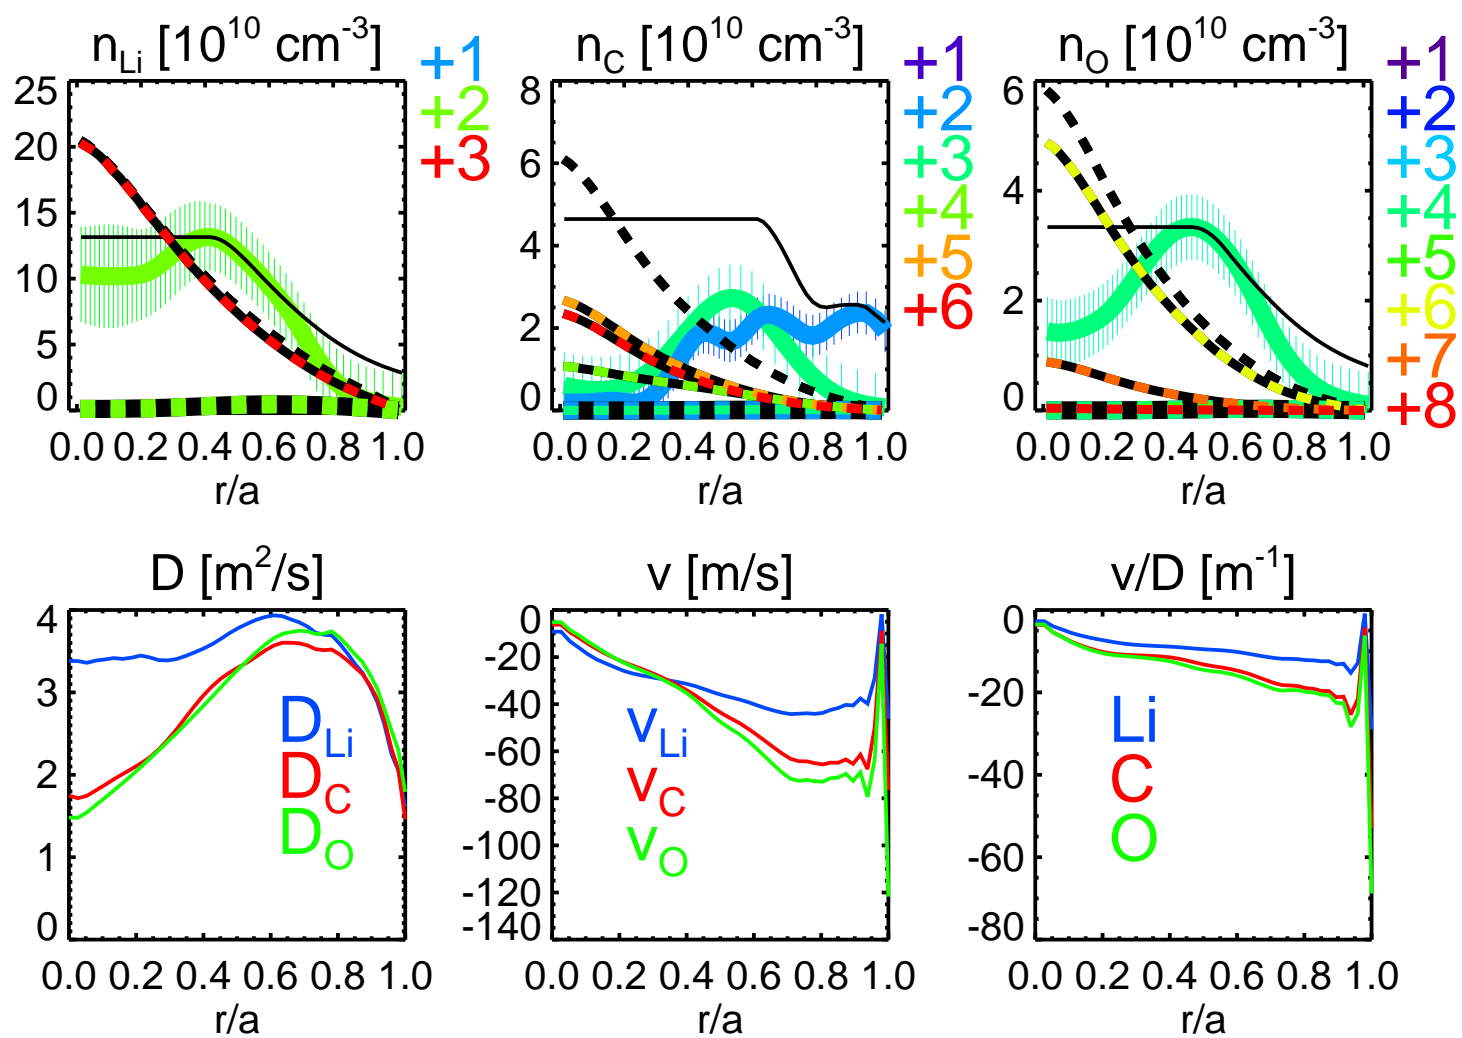 n_Li [10^10 cm^-3]
+1
+2
+3
25
20
15
10
5
0
0.0 0.2 0.4 0.6 0.8 1.0
r/a
n_C [10^10 cm^-3]
+1
+2
+3
+4
+5
+6
8
6
4
2
0
0.0 0.2 0.4 0.6 0.8 1.0
r/a
n_O [10^10 cm^-3]
+1
+2
+3
+4
+5
+6
+7
+8
6
4
2
0
0.0 0.2 0.4 0.6 0.8 1.0
r/a
D [m^2/s]
4
3
2
1
0
D_Li
D_C
D_O
0.0 0.2 0.4 0.6 0.8 1.0
r/a
v [m/s]
0
-20
-40
-60
-80
-100
-120
-140
v_Li
v_C
v_O
0.0 0.2 0.4 0.6 0.8 1.0
r/a
v/D [m^-1]
0
-20
-40
-60
-80
Li
C
O
0.0 0.2 0.4 0.6 0.8 1.0
r/a